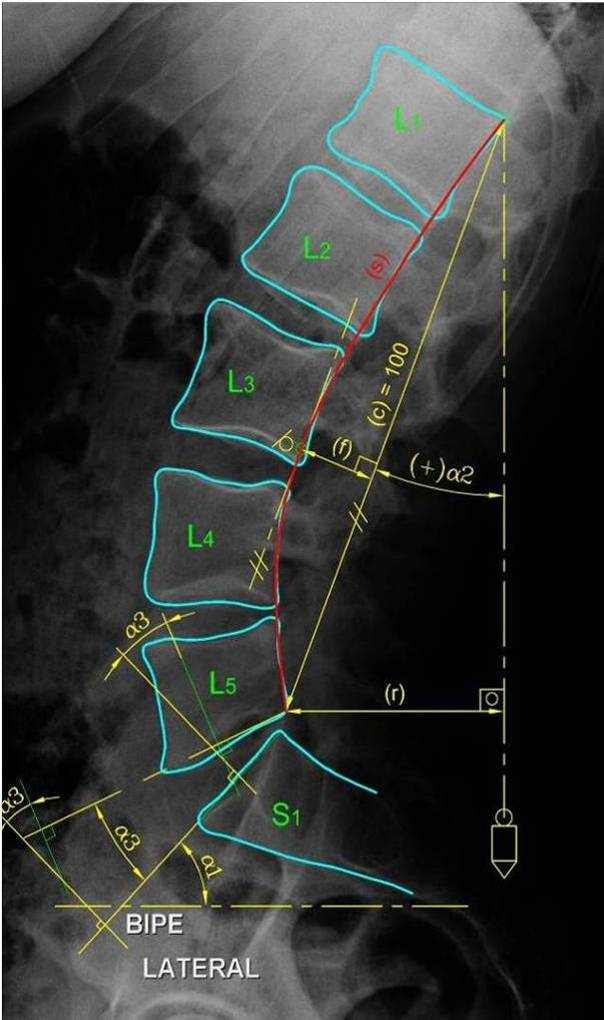 L1
L2
(s)
L3
(c) = 100
(f)
(+)α2
L4
α3
L5
(r)
α3
S1
α3
α1
BIPE
LATERAL